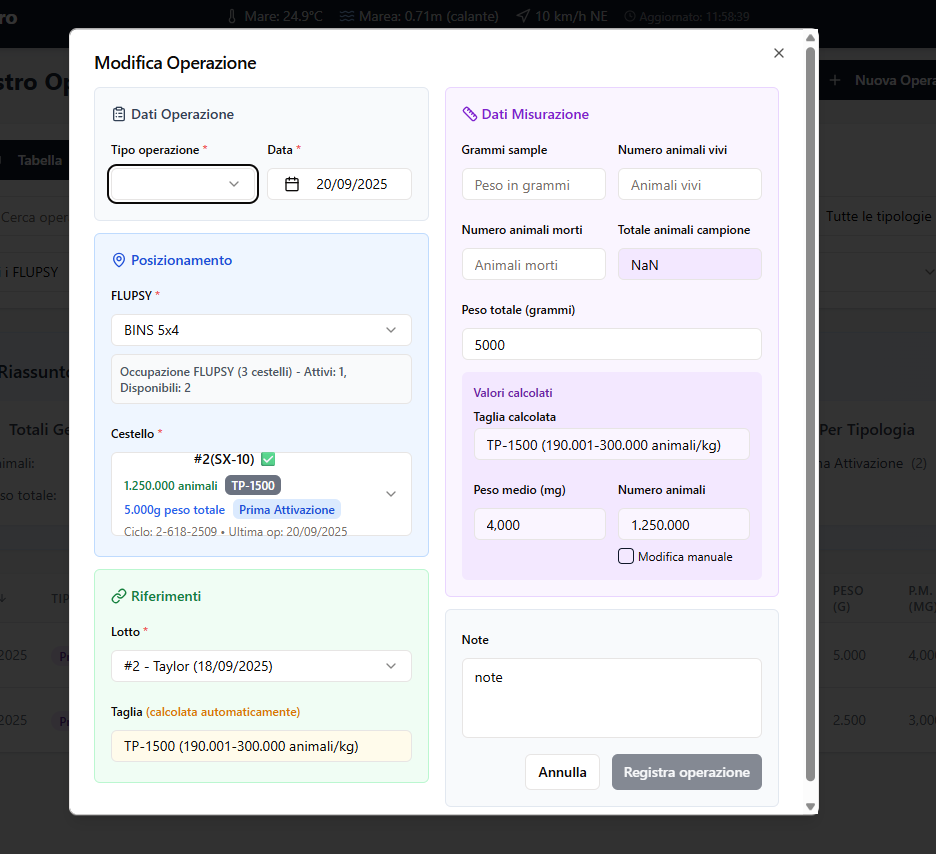 ro
Mare: 24.9°C
Marea: 0.71m (calante)
10 km/h NE
Aggiornato: 11:58:39
stro Op
Nuova Opera
Tabella
Cerca oper
Tutte le tipologie
i FLUPSY
Riassunto
Totali Ge
Per Tipologia
nimali:
na Attivazione (2)
so totale:
TIP
PESO
(G)
P.M.
(MG)
2025
Pr
5.000
4,000
2025
Pr
2.500
3,000
Modifica Operazione
Dati Operazione
Tipo operazione *
Data *
20/09/2025
Posizionamento
FLUPSY *
BINS 5x4
Occupazione FLUPSY (3 cestelli) - Attivi: 1,
Disponibili: 2
Cestello *
#2(SX-10) ✅
1.250.000 animali TP-1500
5.000g peso totale Prima Attivazione
Ciclo: 2-618-2509 • Ultima op: 20/09/2025
Riferimenti
Lotto *
#2 - Taylor (18/09/2025)
Taglia (calcolata automaticamente)
TP-1500 (190.001-300.000 animali/kg)
Dati Misurazione
Grammi sample
Numero animali vivi
Peso in grammi
Animali vivi
Numero animali morti
Totale animali campione
Animali morti
NaN
Peso totale (grammi)
5000
Valori calcolati
Taglia calcolata
TP-1500 (190.001-300.000 animali/kg)
Peso medio (mg)
Numero animali
4,000
1.250.000
Modifica manuale
Note
note
Annulla
Registra operazione